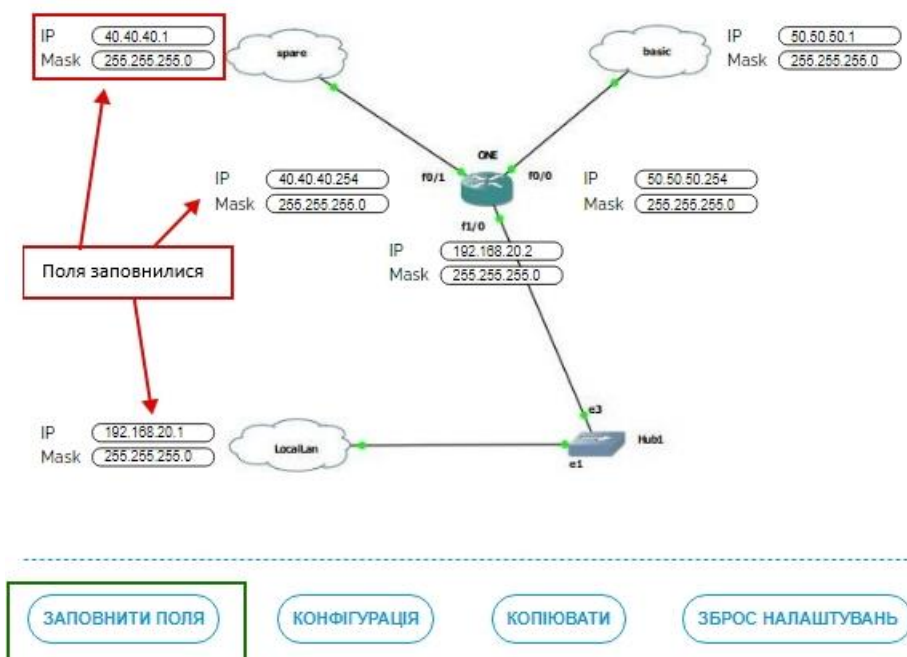 IP 40.40.40.1
Mask 255.255.255.0
spare
basic
IP 50.50.50.1
Mask 255.255.255.0
ONE
f0/1
f0/0
IP 40.40.40.254
Mask 255.255.255.0
IP 50.50.50.254
Mask 255.255.255.0
f1/0
IP 192.168.20.2
Mask 255.255.255.0
Поля заповнилися
e3
IP 192.168.20.1
Mask 255.255.255.0
LocalLan
Hub1
e1
ЗАПОВНИТИ ПОЛЯ
КОНФІГУРАЦІЯ
КОПІЮВАТИ
ЗБРОС НАЛАШТУВАНЬ